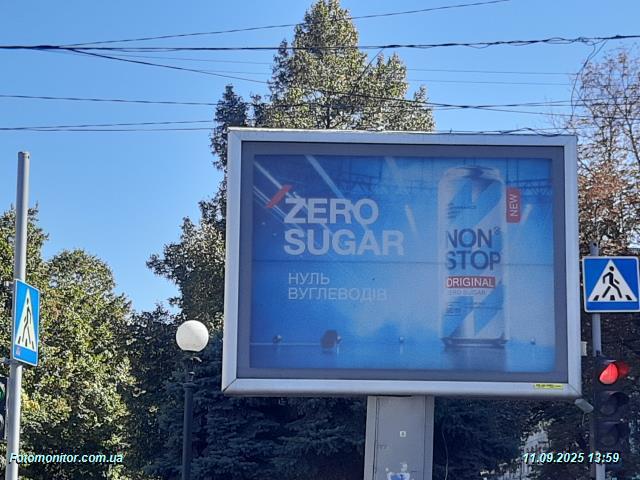 ZERO
SUGAR
НУЛЬ
ВУГЛЕВОДІВ
NEW
NON
STOP
ORIGINAL
ZERO SUGAR
Fotomonitor.com.ua
11.09.2025 13:59